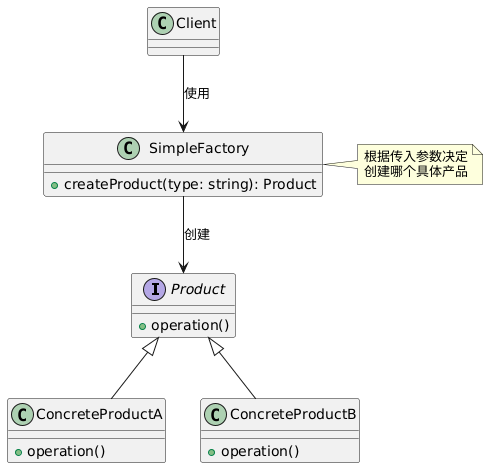 C Client
使用
C SimpleFactory
createProduct(type: string): Product
根据传入参数决定
创建哪个具体产品
创建
I Product
operation()
C ConcreteProductA
operation()
C ConcreteProductB
operation()